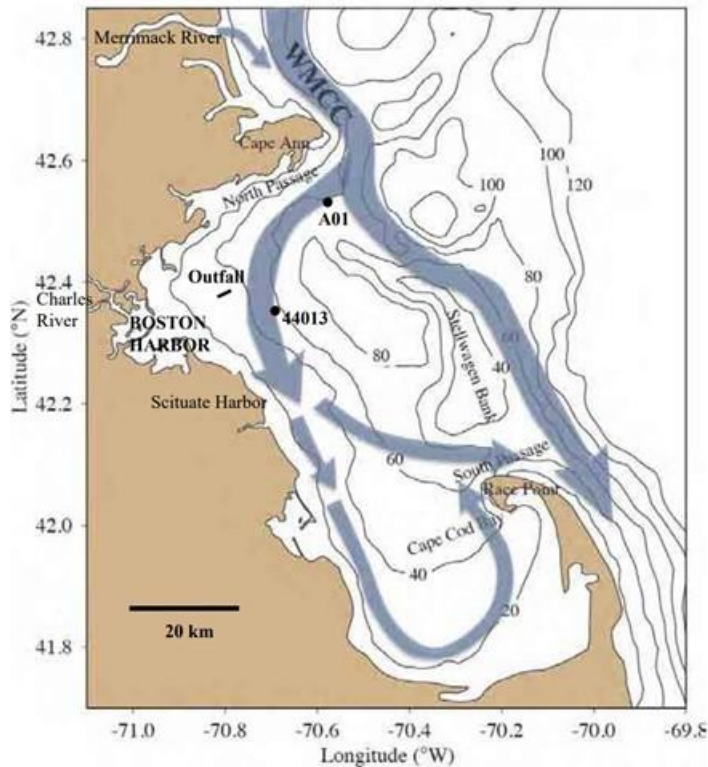 42.8
Merrimack River
WMCC
Cape Ann
42.6
100
100
120
North Passage
A01
42.4
Outfall
80
Charles
River
44013
BOSTON
HARBOR
60
80
40
Stellwagen Bank
Latitude (°N)
42.2
Scituate Harbor
60
South Passage
Race Point
42.0
Cape Cod Bay
40
20
20 km
41.8
-71.0
-70.8
-70.6
-70.4
-70.2
-70.0
-69.8
Longitude (°W)